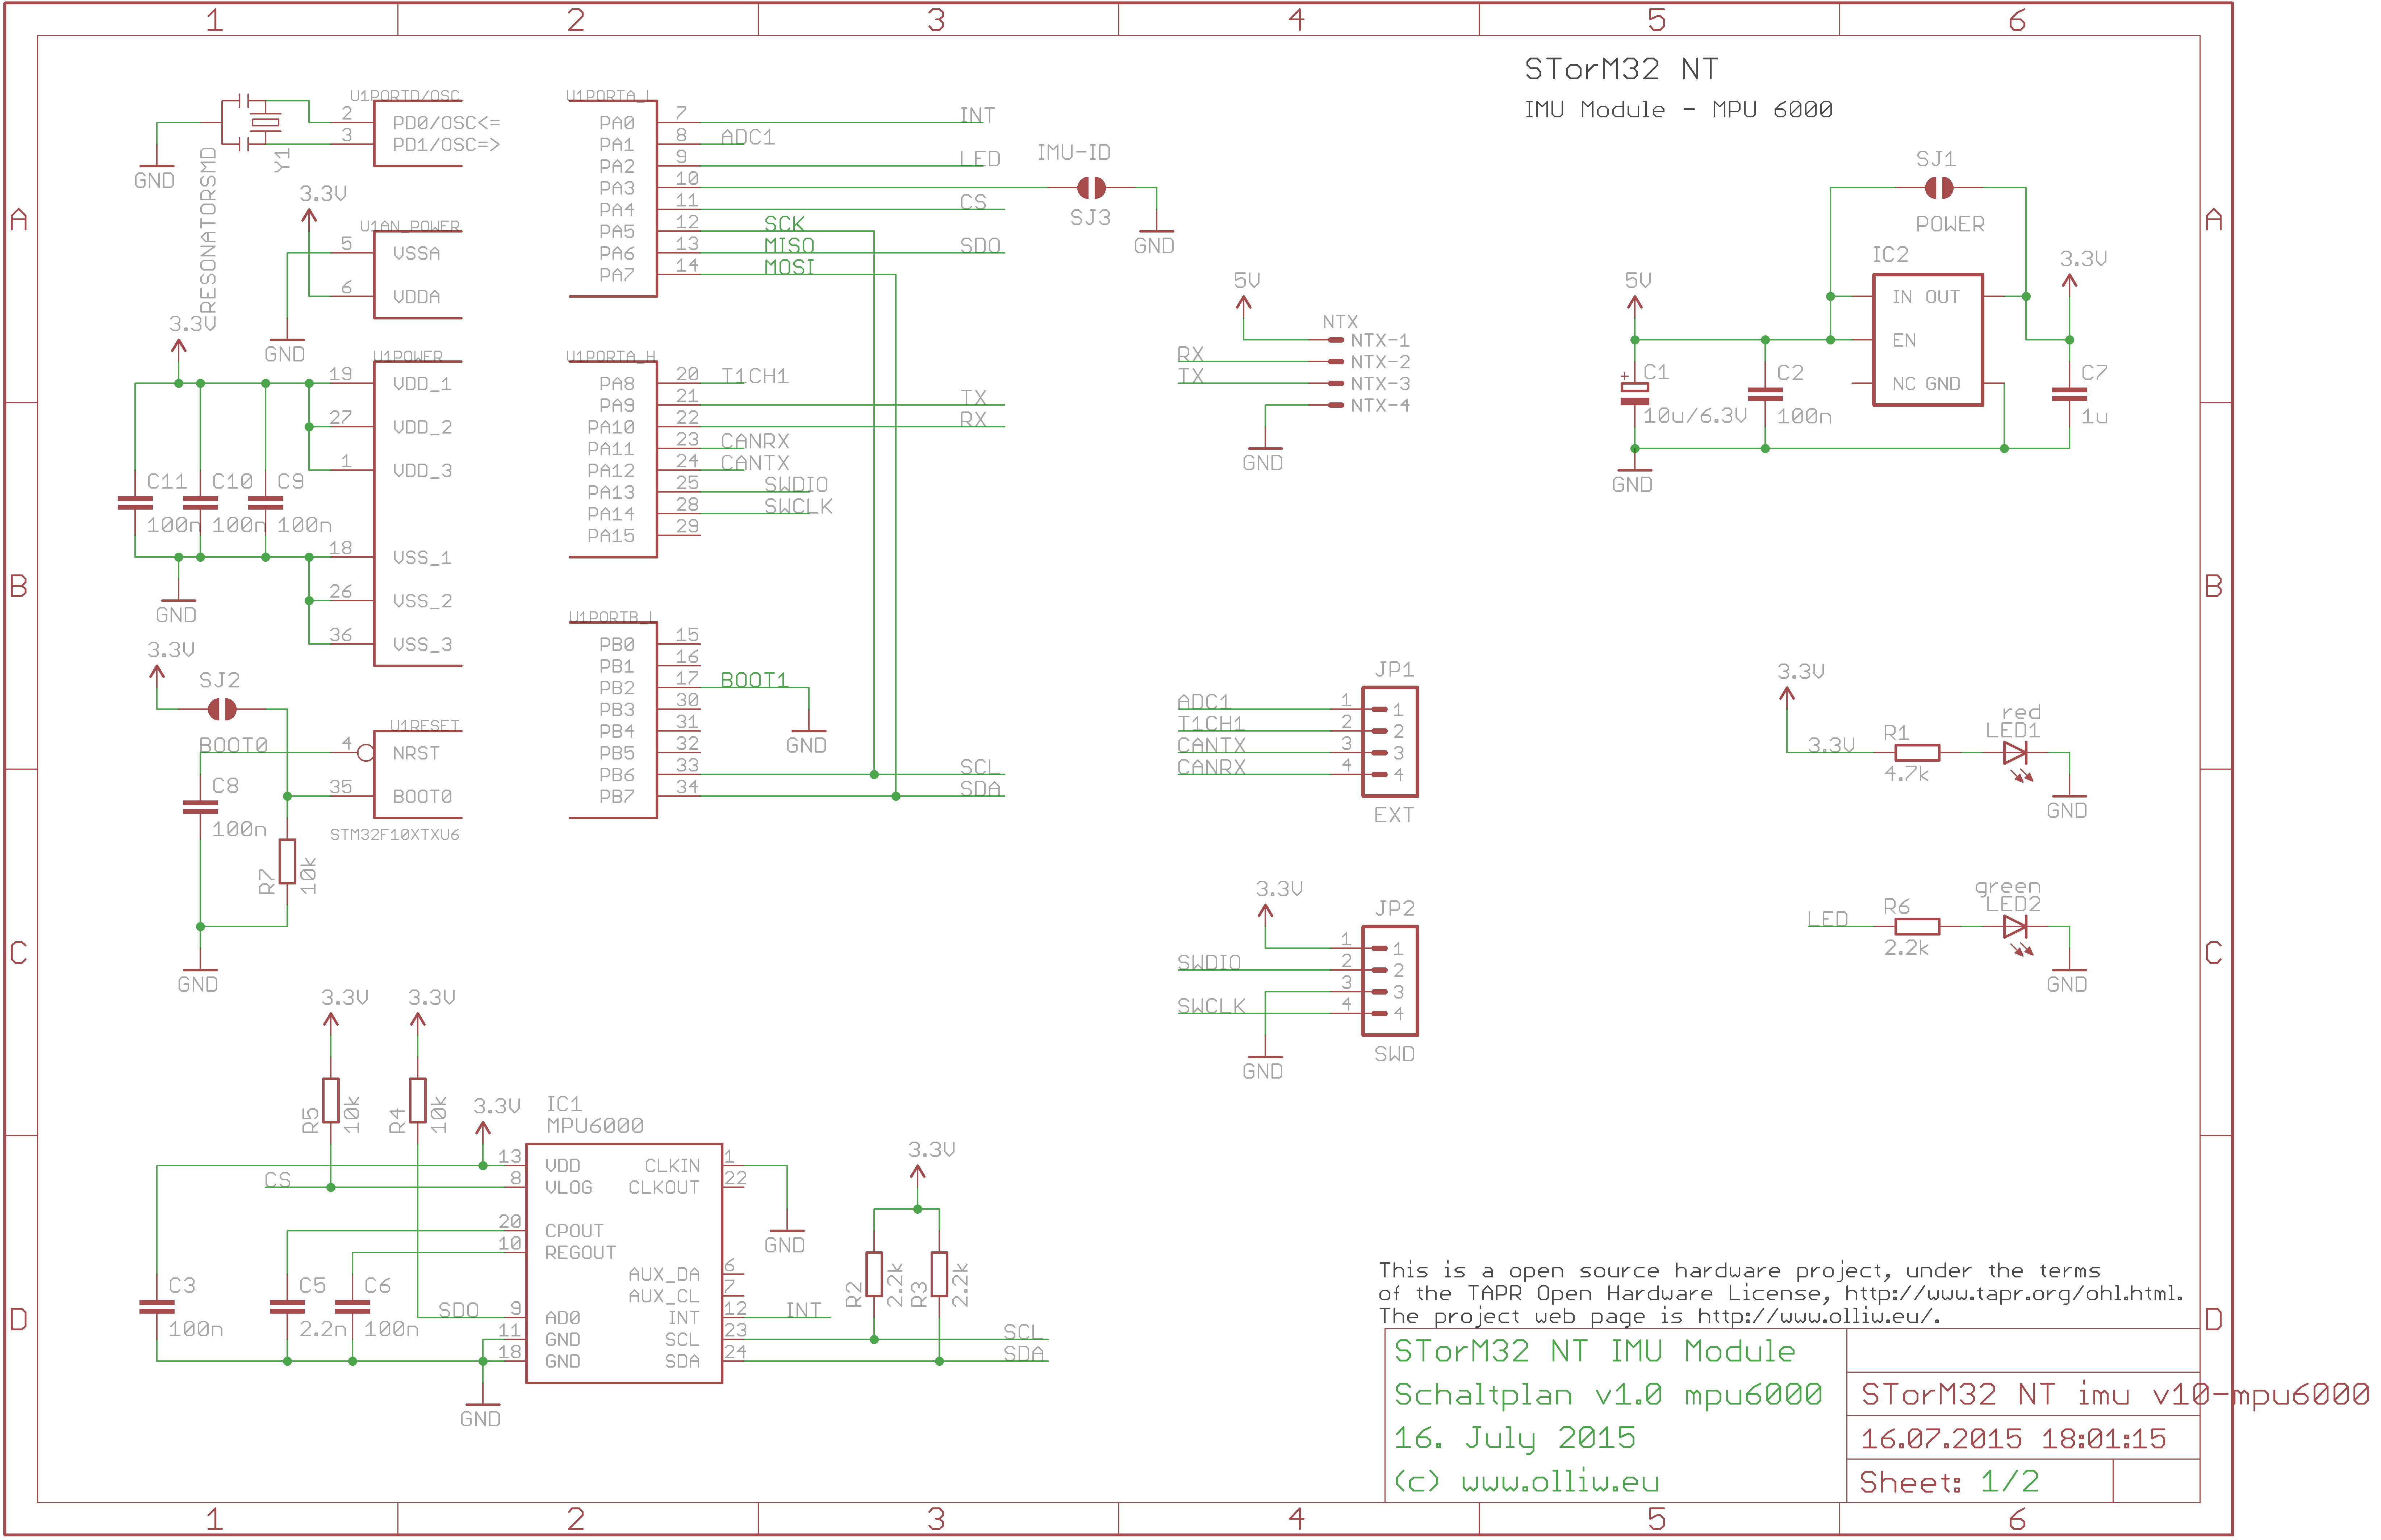 1 2 3 4 5 6
A
B
C
D
STorM32 NT
IMU Module - MPU 6000
U1PORTD/OSC
2 PD0/OSC<=
3 PD1/OSC=>
Y1
RESONATORSMD
GND
3.3V
U1AN_POWER
5 VSSA
6 VDDA
GND
3.3V
U1POWER
19 VDD_1
27 VDD_2
1 VDD_3
18 VSS_1
26 VSS_2
36 VSS_3
C11 C10 C9
100n 100n 100n
GND
3.3V
SJ2
BOOT0
U1RESET
4 NRST
35 BOOT0
STM32F10XTXU6
C8
100n
R7
10k
GND
U1PORTA_L
PA0 7 INT
PA1 8 ADC1
PA2 9 LED
PA3 10
PA4 11 CS
PA5 12 SCK
PA6 13 MISO SDO
PA7 14 MOSI
IMU-ID
SJ3
GND
U1PORTA_H
PA8 20 T1CH1
PA9 21 TX
PA10 22 RX
PA11 23 CANRX
PA12 24 CANTX
PA13 25 SWDIO
PA14 28 SWCLK
PA15 29
U1PORTB_L
PB0 15
PB1 16
PB2 17 BOOT1
PB3 30
PB4 31
PB5 32
PB6 33 SCL
PB7 34 SDA
GND
5V
NTX
NTX-1
RX NTX-2
TX NTX-3
NTX-4
GND
SJ1
POWER
IC2
IN OUT
EN
NC GND
5V
3.3V
+
C1
10u/6.3V
C2
100n
C7
1u
GND
JP1
ADC1 1 1
T1CH1 2 2
CANTX 3 3
CANRX 4 4
EXT
3.3V
3.3V
R1
4.7k
red
LED1
GND
3.3V
JP2
1 1
SWDIO 2 2
3 3
SWCLK 4 4
SWD
GND
LED
R6
2.2k
green
LED2
GND
3.3V 3.3V
R5
10k
R4
10k
3.3V
IC1
MPU6000
13 VDD CLKIN 1
CS 8 VLOG CLKOUT 22
20 CPOUT
10 REGOUT
AUX_DA 6
AUX_CL 7
SDO 9 AD0 INT 12 INT
11 GND SCL 23 SCL
18 GND SDA 24 SDA
C3
100n
C5
2.2n
C6
100n
GND
GND
3.3V
R2
2.2k
R3
2.2k
This is a open source hardware project, under the terms
of the TAPR Open Hardware License, http://www.tapr.org/ohl.html.
The project web page is http://www.olliw.eu/.
STorM32 NT IMU Module
Schaltplan v1.0 mpu6000
16. July 2015
(c) www.olliw.eu
STorM32 NT imu v10-mpu6000
16.07.2015 18:01:15
Sheet: 1/2
A
B
C
D
1 2 3 4 5 6